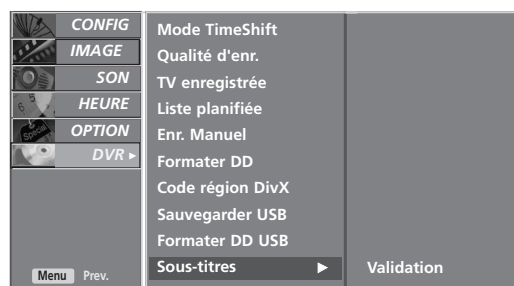 CONFIG
IMAGE
SON
HEURE
OPTION
DVR ▸
Menu Prev.
Mode TimeShift
Qualité d'enr.
TV enregistrée
Liste planifiée
Enr. Manuel
Formater DD
Code région DivX
Sauvegarder USB
Formater DD USB
Sous-titres ▶
Validation